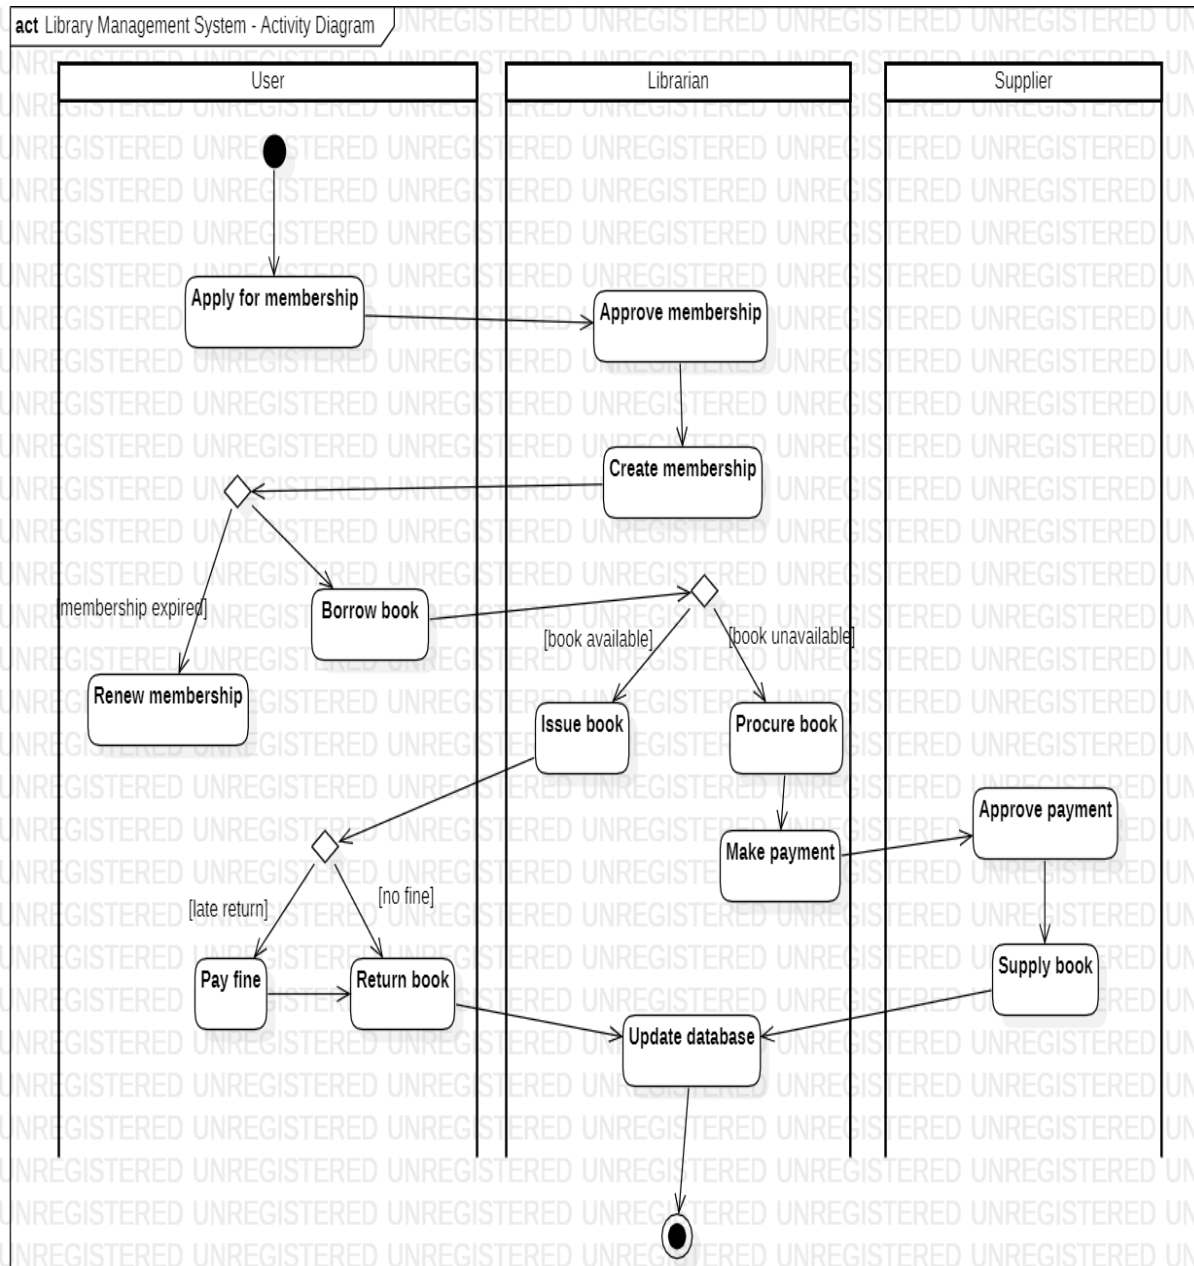 act Library Management System - Activity Diagram
User
Librarian
Supplier
Apply for membership
Approve membership
Create membership
[membership expired]
Borrow book
[book available]
[book unavailable]
Renew membership
Issue book
Procure book
Approve payment
Make payment
[late return]
[no fine]
Pay fine
Return book
Supply book
Update database
UNREGISTERED